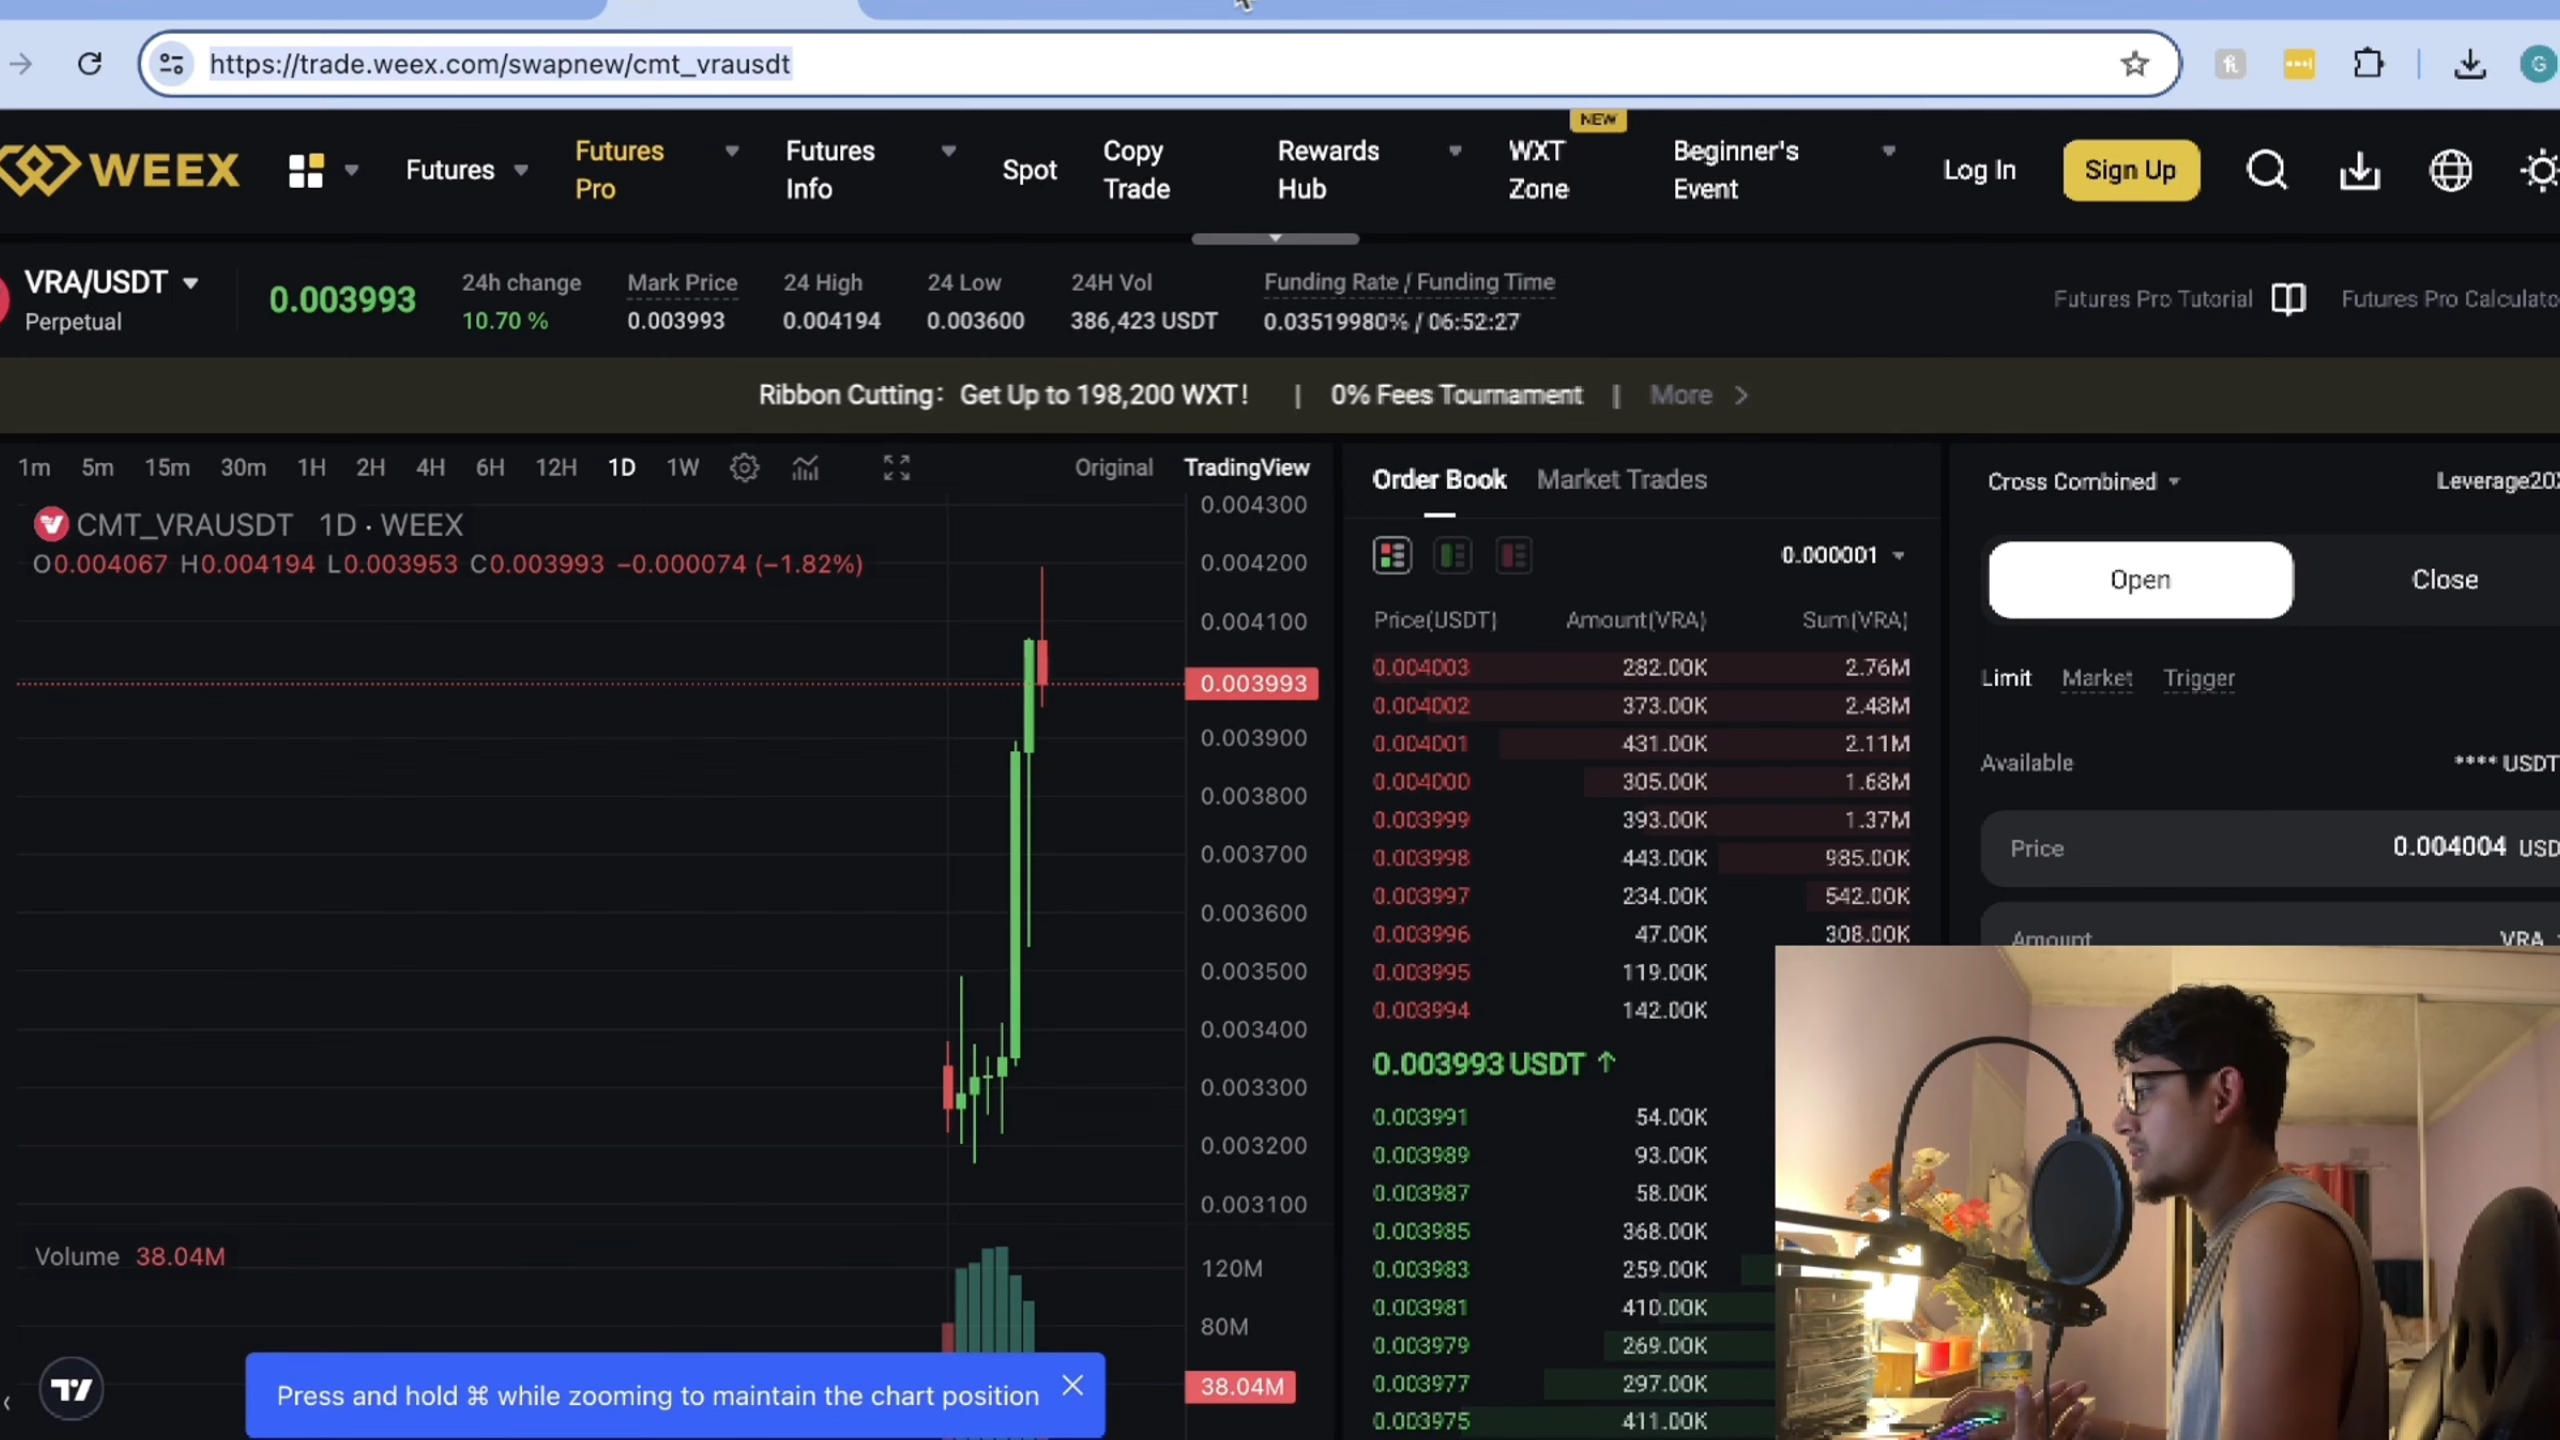 https://trade.weex.com/swapnew/cmt_vrausdt
G
WEEX
Futures
Futures Pro
Futures Info
Spot
Copy Trade
Rewards Hub
WXT Zone
NEW
Beginner's Event
Log In
Sign Up
VRA/USDT
Perpetual
0.003993
24h change
10.70 %
Mark Price
0.003993
24 High
0.004194
24 Low
0.003600
24H Vol
386,423 USDT
Funding Rate / Funding Time
0.03519980% / 06:52:27
Futures Pro Tutorial
Futures Pro Calculato
Ribbon Cutting: Get Up to 198,200 WXT! | 0% Fees Tournament | More >
1m 5m 15m 30m 1H 2H 4H 6H 12H 1D 1W Original TradingView
CMT_VRAUSDT 1D · WEEX
O0.004067 H0.004194 L0.003953 C0.003993 −0.000074 (−1.82%)
0.004300
0.004200
0.004100
0.003993
0.003900
0.003800
0.003700
0.003600
0.003500
0.003400
0.003300
0.003200
0.003100
Volume 38.04M
120M
80M
38.04M
Press and hold ⌘ while zooming to maintain the chart position
Order Book Market Trades
0.000001
Price(USDT) Amount(VRA) Sum(VRA)
0.004003 282.00K 2.76M
0.004002 373.00K 2.48M
0.004001 431.00K 2.11M
0.004000 305.00K 1.68M
0.003999 393.00K 1.37M
0.003998 443.00K 985.00K
0.003997 234.00K 542.00K
0.003996 47.00K 308.00K
0.003995 119.00K
0.003994 142.00K
0.003993 USDT ↑
0.003991 54.00K
0.003989 93.00K
0.003987 58.00K
0.003985 368.00K
0.003983 259.00K
0.003981 410.00K
0.003979 269.00K
0.003977 297.00K
0.003975 411.00K
Cross Combined
Leverage20X
Open Close
Limit Market Trigger
Available **** USDT
Price 0.004004 USD
Amount VRA